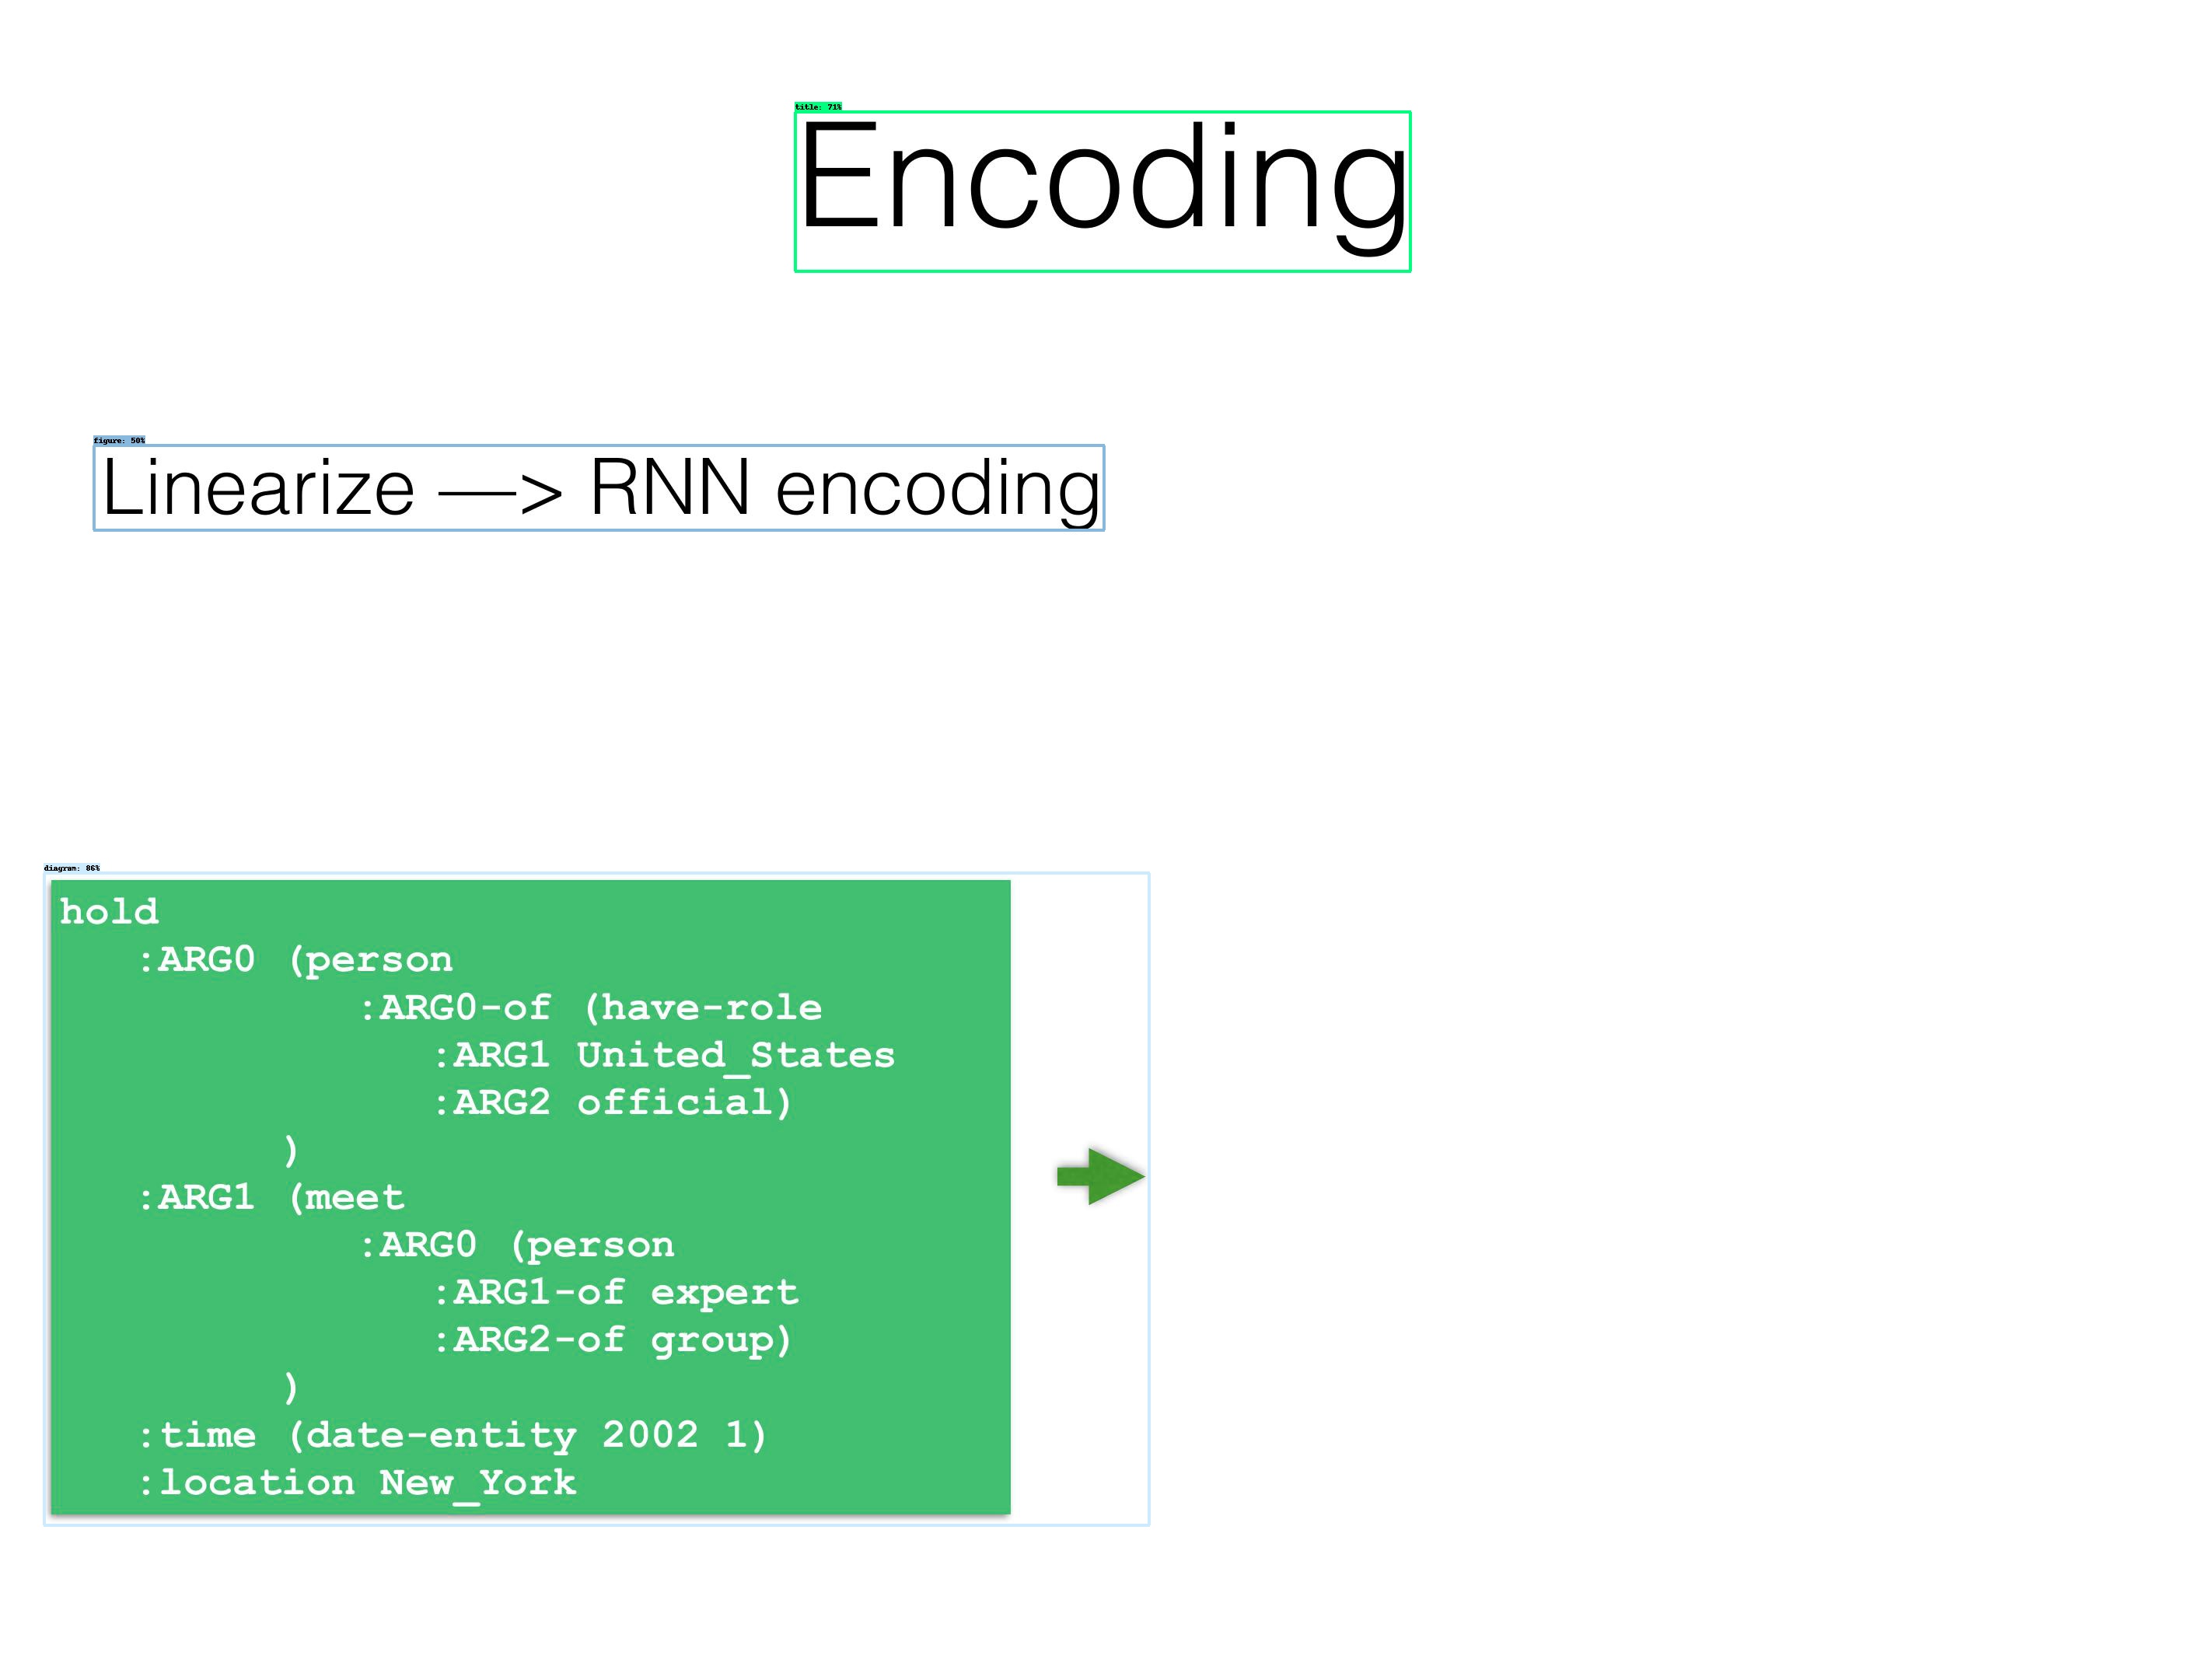 title: 71%
Encoding
figure: 50%
Linearize —> RNN encoding
diagram: 86%
hold
    :ARG0 (person
            :ARG0-of (have-role
                :ARG1 United_States
                :ARG2 official)
        )
    :ARG1 (meet
            :ARG0 (person
                :ARG1-of expert
                :ARG2-of group)
        )
    :time (date-entity 2002 1)
    :location New_York